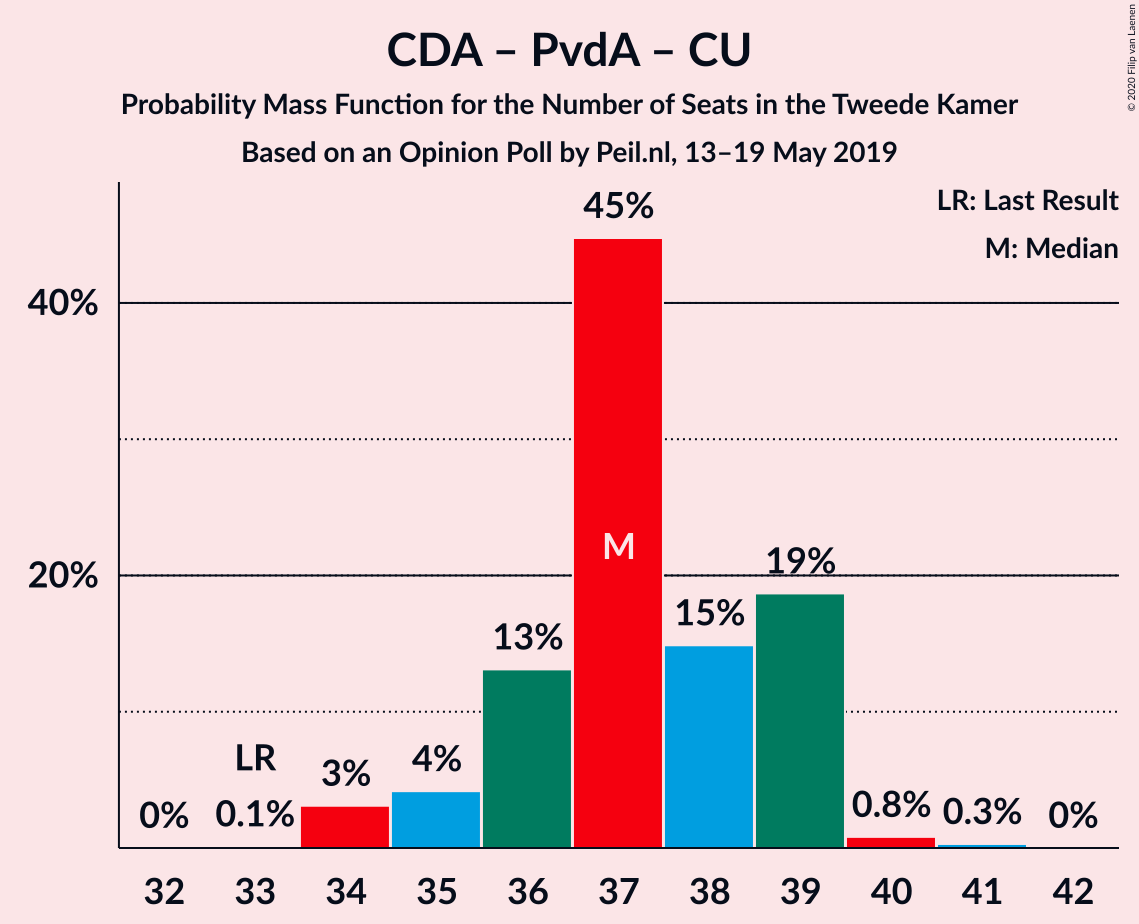 CDA – PvdA – CU
Probability Mass Function for the Number of Seats in the Tweede Kamer
Based on an Opinion Poll by Peil.nl, 13–19 May 2019
© 2020 Filip van Laenen
LR: Last Result
M: Median
45%
40%
M
20%
19%
15%
13%
LR
4%
3%
0%
0.1%
0.8%
0.3%
0%
32 33 34 35 36 37 38 39 40 41 42